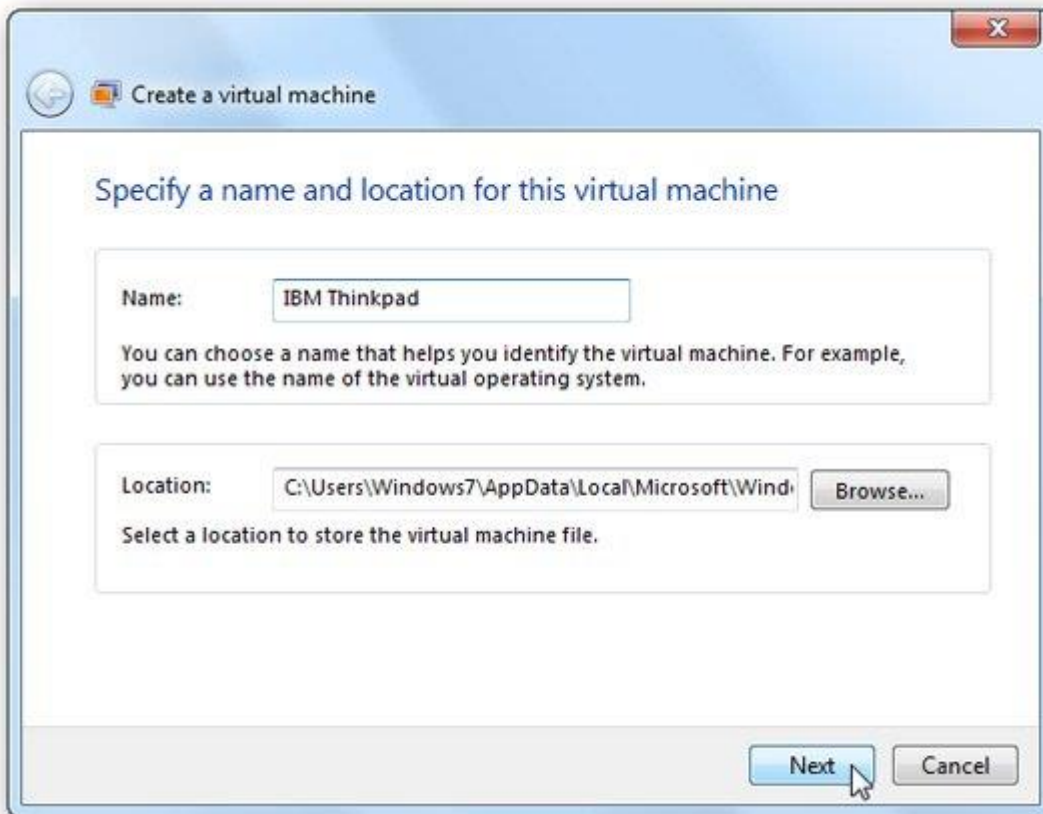 Create a virtual machine
Specify a name and location for this virtual machine
Name: IBM Thinkpad
You can choose a name that helps you identify the virtual machine. For example,
you can use the name of the virtual operating system.
Location: C:\Users\Windows7\AppData\Local\Microsoft\Wind Browse...
Select a location to store the virtual machine file.
Next Cancel